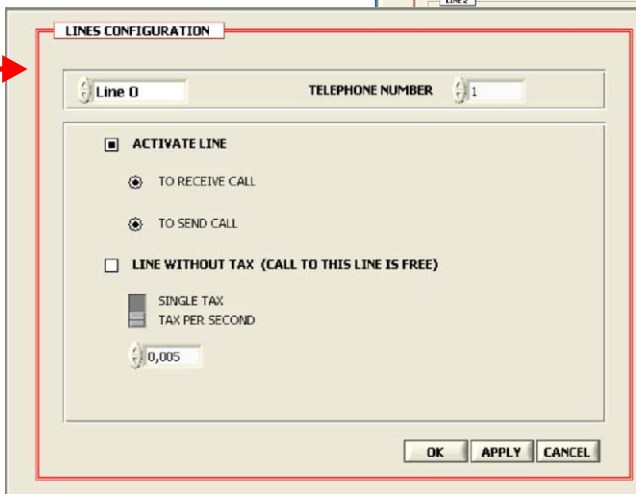 LINE2
LINES CONFIGURATION
Line 0 TELEPHONE NUMBER 1
ACTIVATE LINE
TO RECEIVE CALL
TO SEND CALL
LINE WITHOUT TAX (CALL TO THIS LINE IS FREE)
SINGLE TAX
TAX PER SECOND
0,005
OK APPLY CANCEL